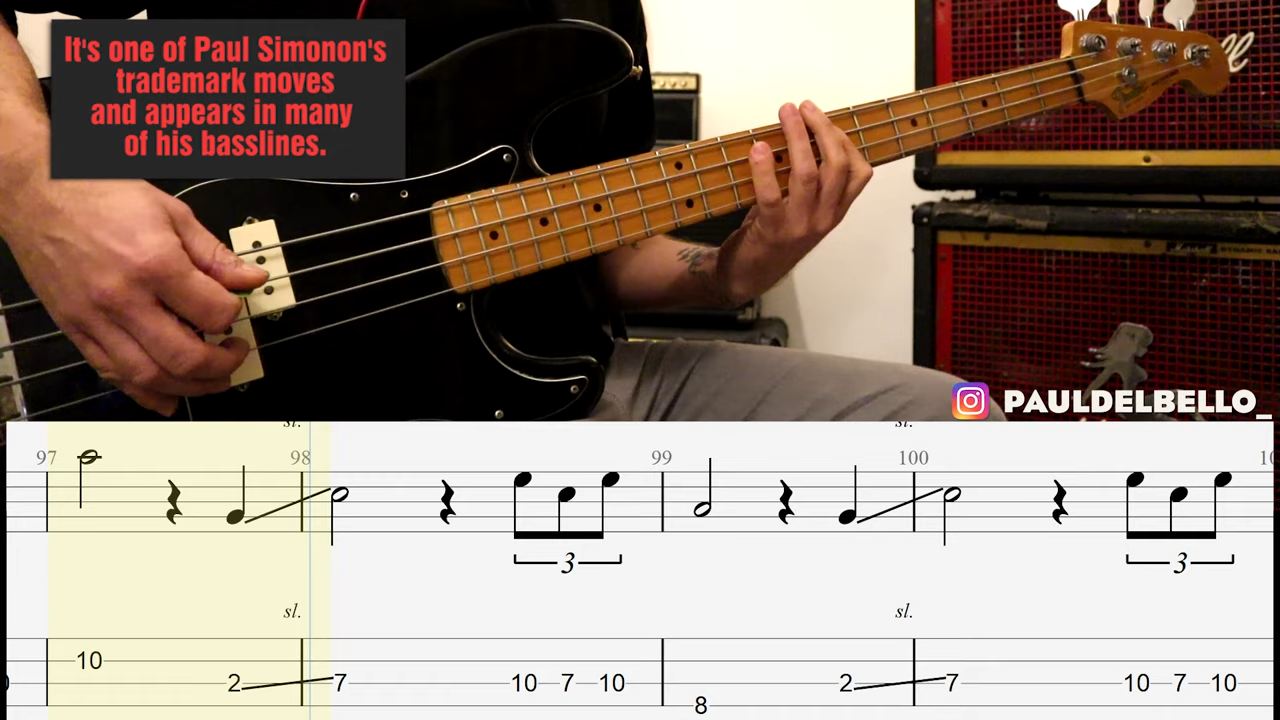 It's one of Paul Simonon's
trademark moves
and appears in many
of his basslines.
PAULDELBELLO_
sl. sl.
97 98 99 100
3 3
sl. sl.
10 2 7 10 7 10 8 2 7 10 7 10